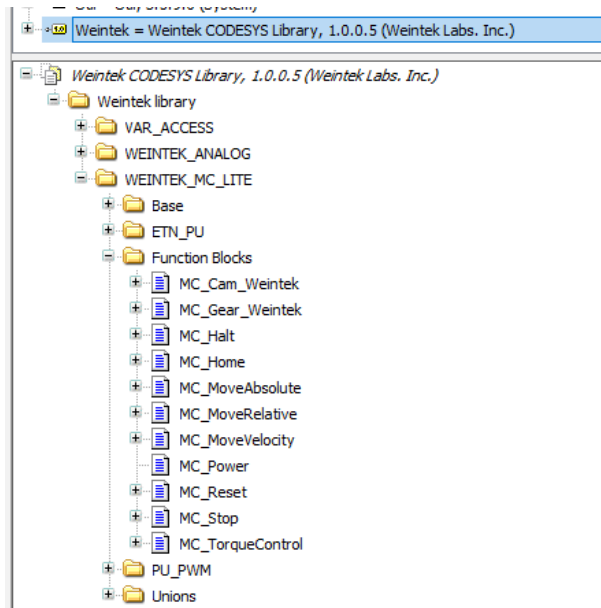 Weintek = Weintek CODESYS Library, 1.0.0.5 (Weintek Labs. Inc.)
Weintek CODESYS Library, 1.0.0.5 (Weintek Labs. Inc.)
Weintek library
VAR_ACCESS
WEINTEK_ANALOG
WEINTEK_MC_LITE
Base
ETN_PU
Function Blocks
MC_Cam_Weintek
MC_Gear_Weintek
MC_Halt
MC_Home
MC_MoveAbsolute
MC_MoveRelative
MC_MoveVelocity
MC_Power
MC_Reset
MC_Stop
MC_TorqueControl
PU_PWM
Unions